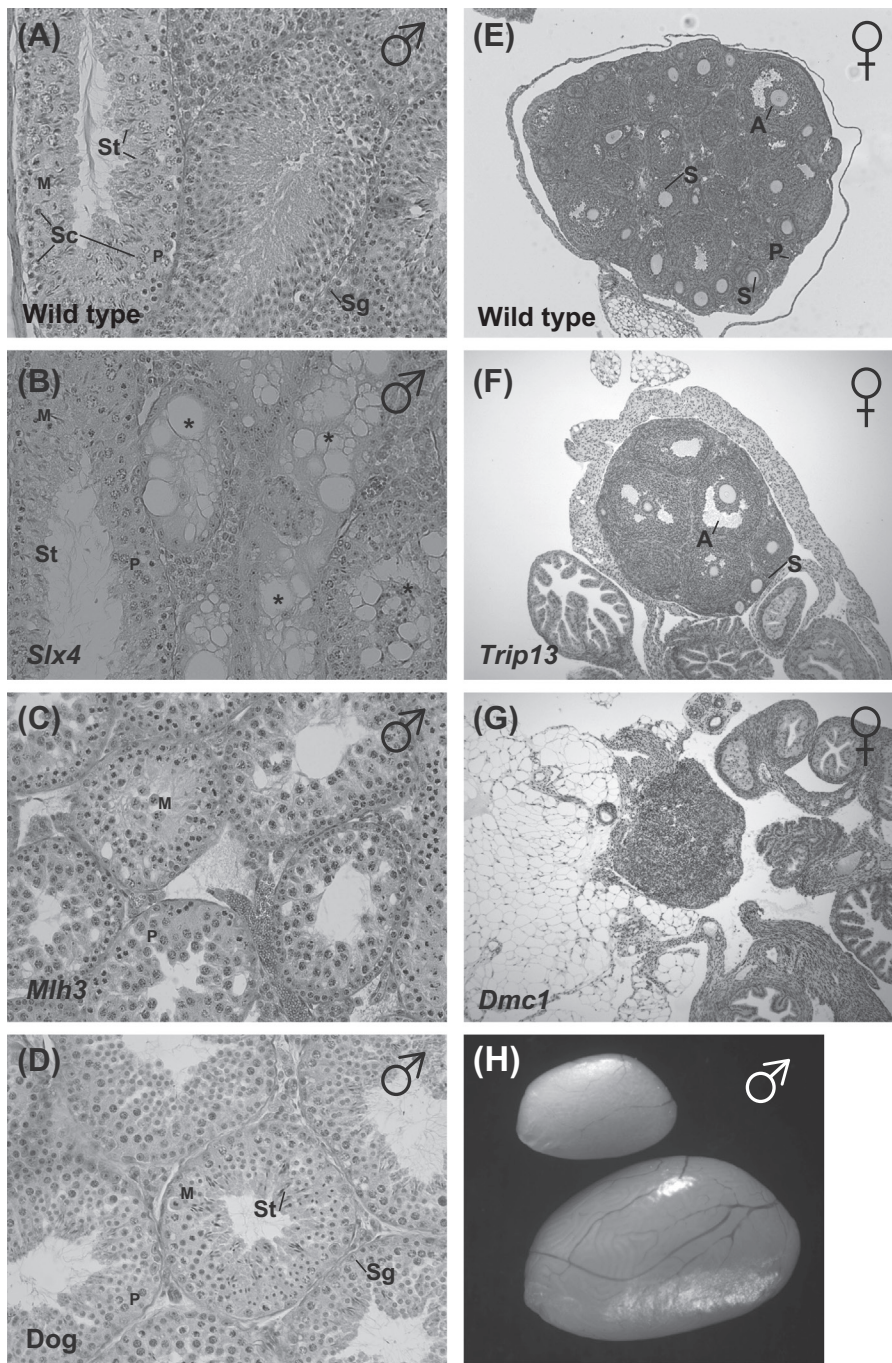 (A)
♂
St
M
Sc
P
Sg
Wild type
(B)
♂
M
*
*
St
P
*
*
Slx4
(C)
♂
M
P
Mlh3
(D)
♂
M
St
Sg
P
Dog
(E)
♀
A
S
P
S
Wild type
(F)
♀
A
S
Trip13
(G)
♀
Dmc1
(H)
♂